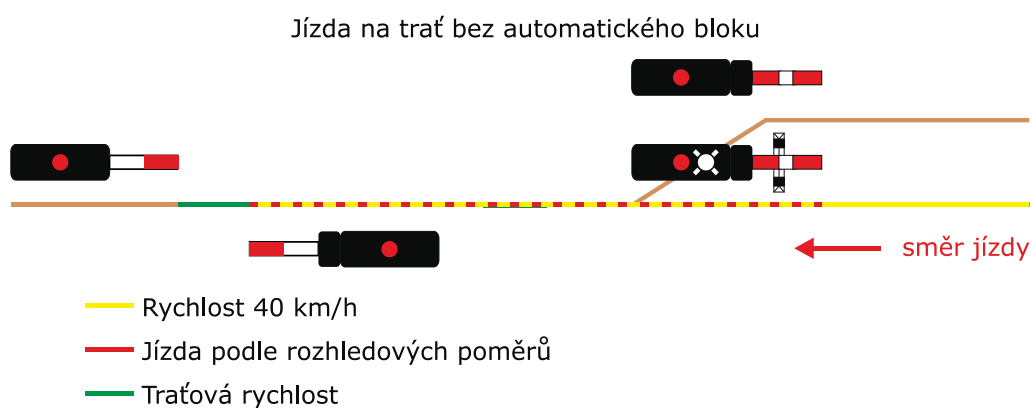 Jízda na trať bez automatického bloku
směr jízdy
Rychlost 40 km/h
Jízda podle rozhledových poměrů
Traťová rychlost